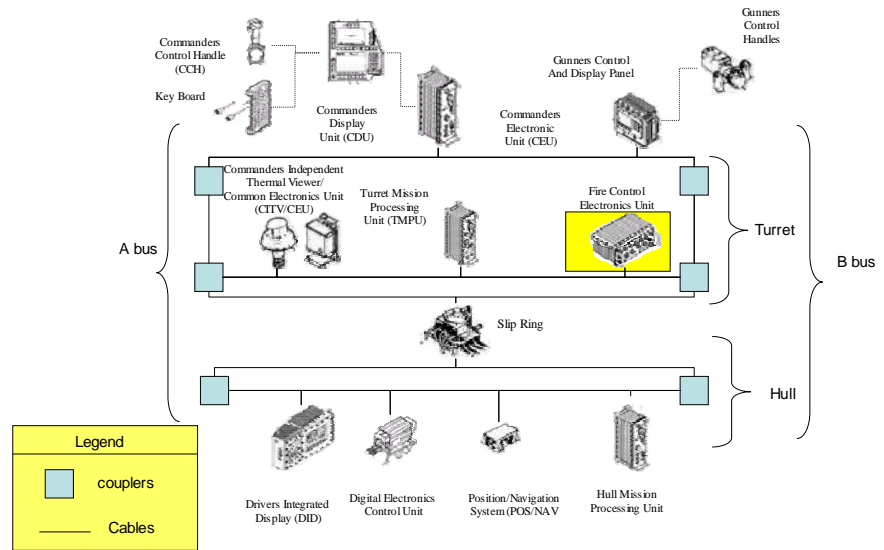 Gunners
Control
Handles
Commanders
Control Handle
(CCH)
Gunners Control
And Display Panel
Key Board
Commanders
Display
Unit (CDU)
Commanders
Electronic
Unit (CEU)
Commanders Independent
Thermal Viewer/
Common Electronics Unit
(CITV/CEU)
Turret Mission
Processing
Unit (TMPU)
Fire Control
Electronics Unit
Turret
A bus
B bus
Slip Ring
Hull
Legend
couplers
Cables
Drivers Integrated
Display (DID)
Digital Electronics
Control Unit
Position/Navigation
System (POS/NAV
Hull Mission
Processing Unit